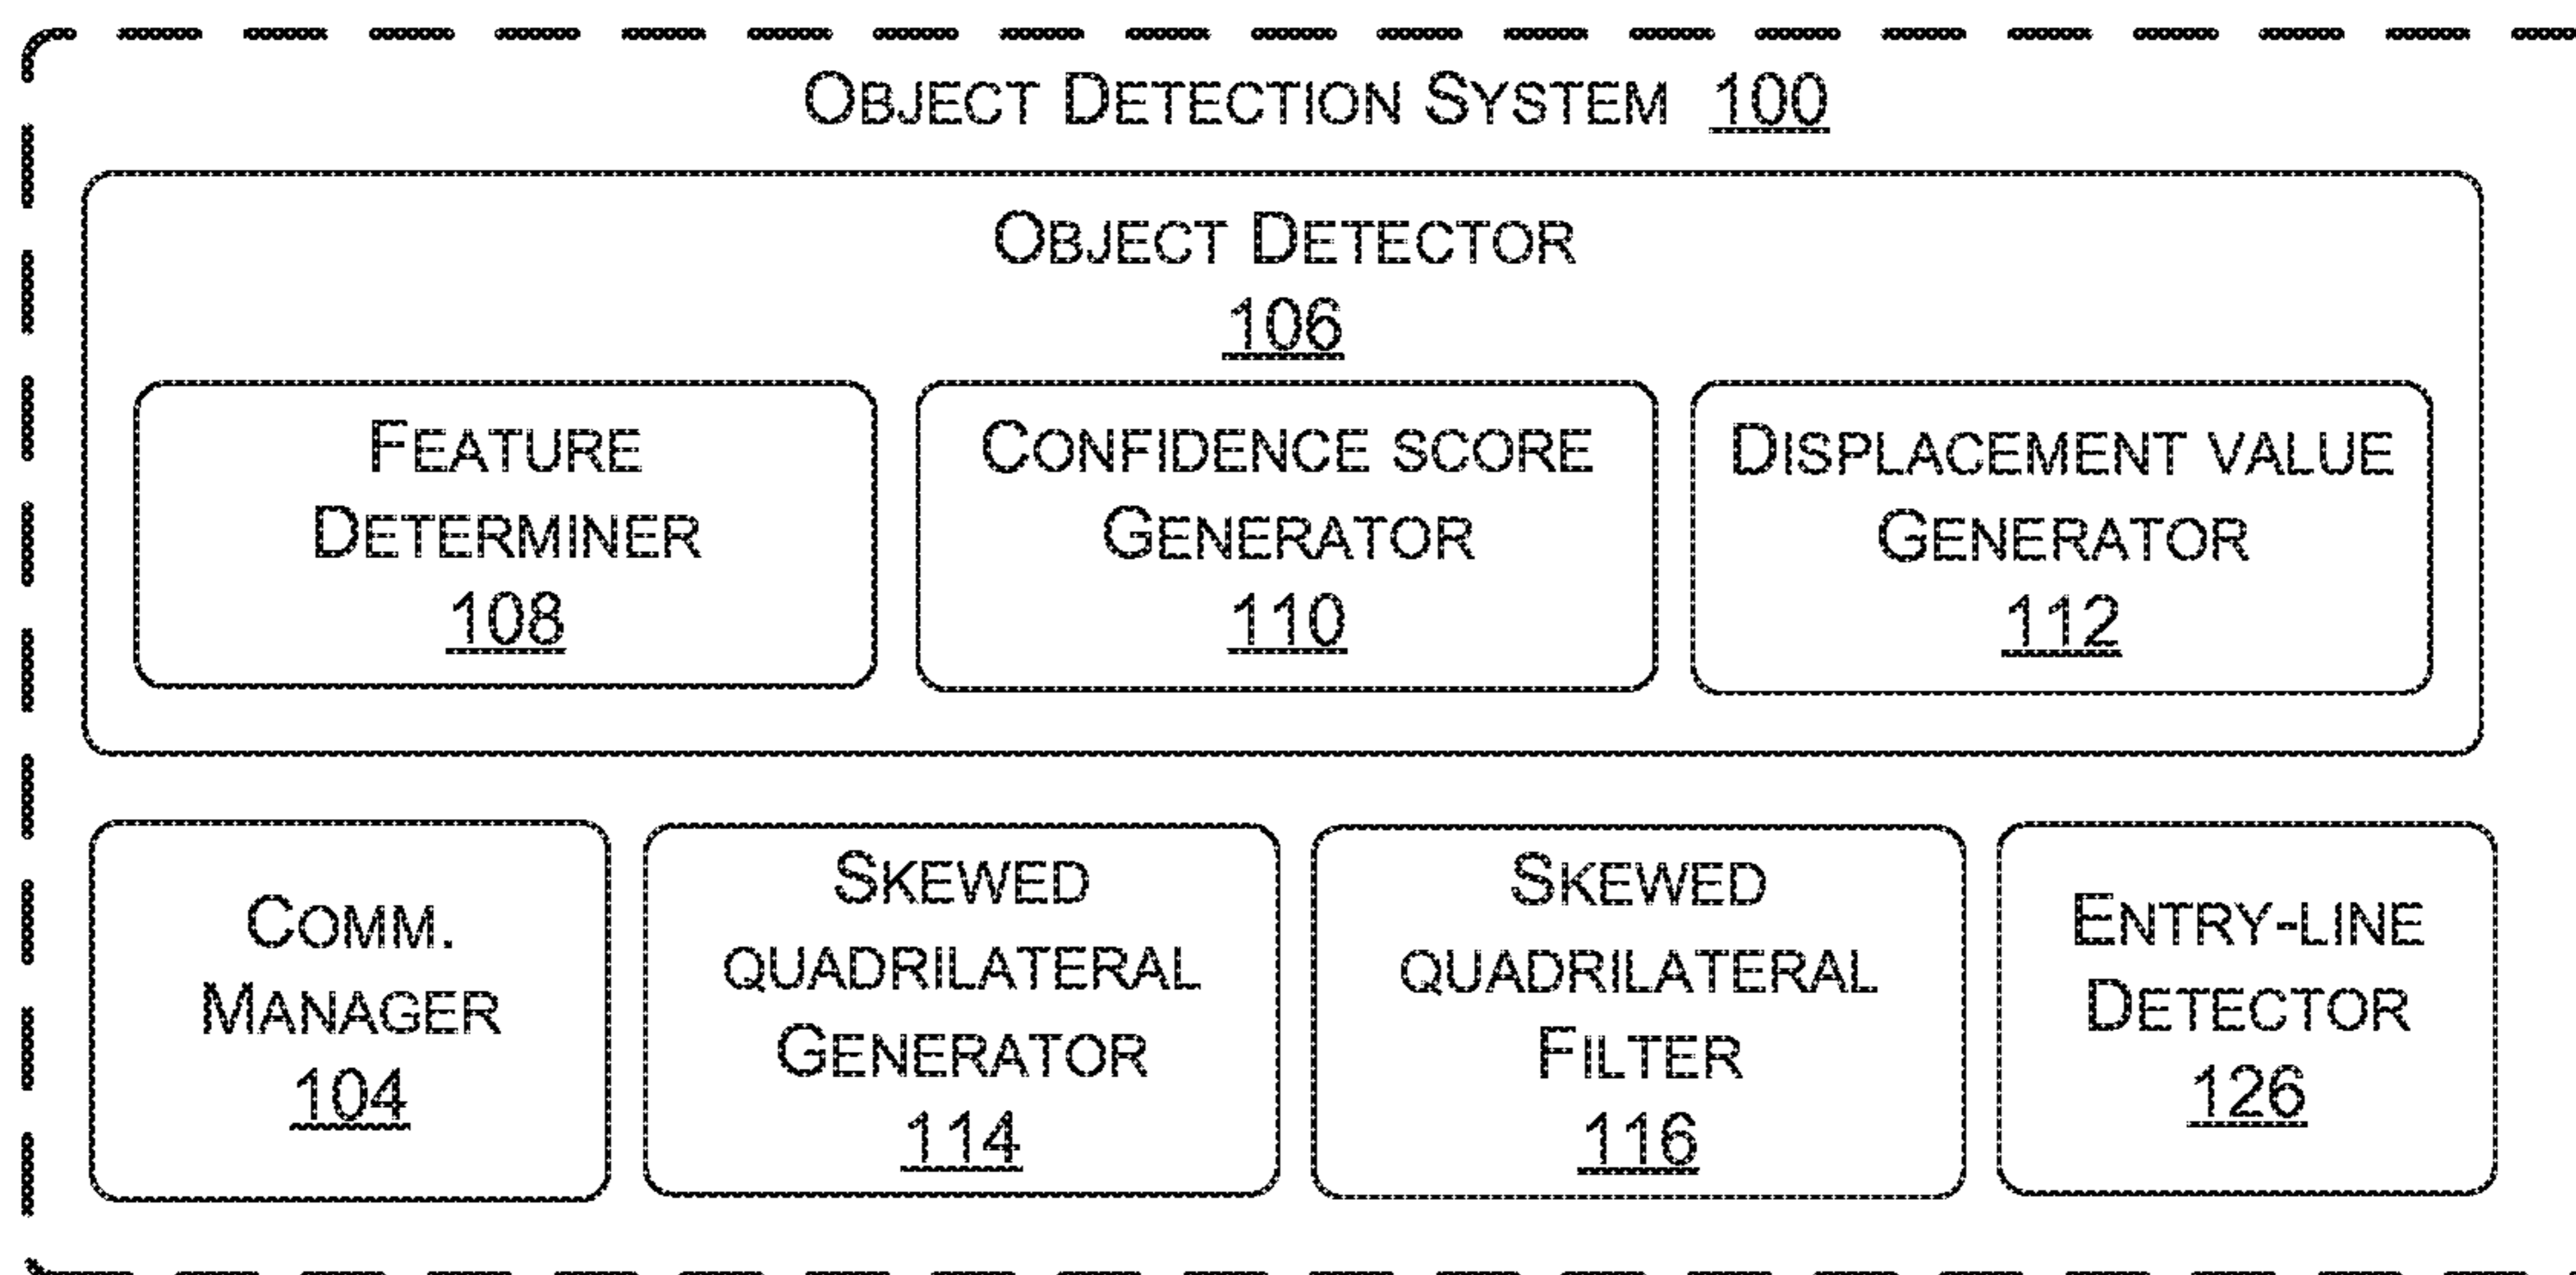 OBJECT DETECTION SYSTEM 100
OBJECT DETECTOR
106
FEATURE
DETERMINER
108
CONFIDENCE SCORE
GENERATOR
110
DISPLACEMENT VALUE
GENERATOR
112
COMM.
MANAGER
104
SKEWED
QUADRILATERAL
GENERATOR
114
SKEWED
QUADRILATERAL
FILTER
116
ENTRY-LINE
DETECTOR
126